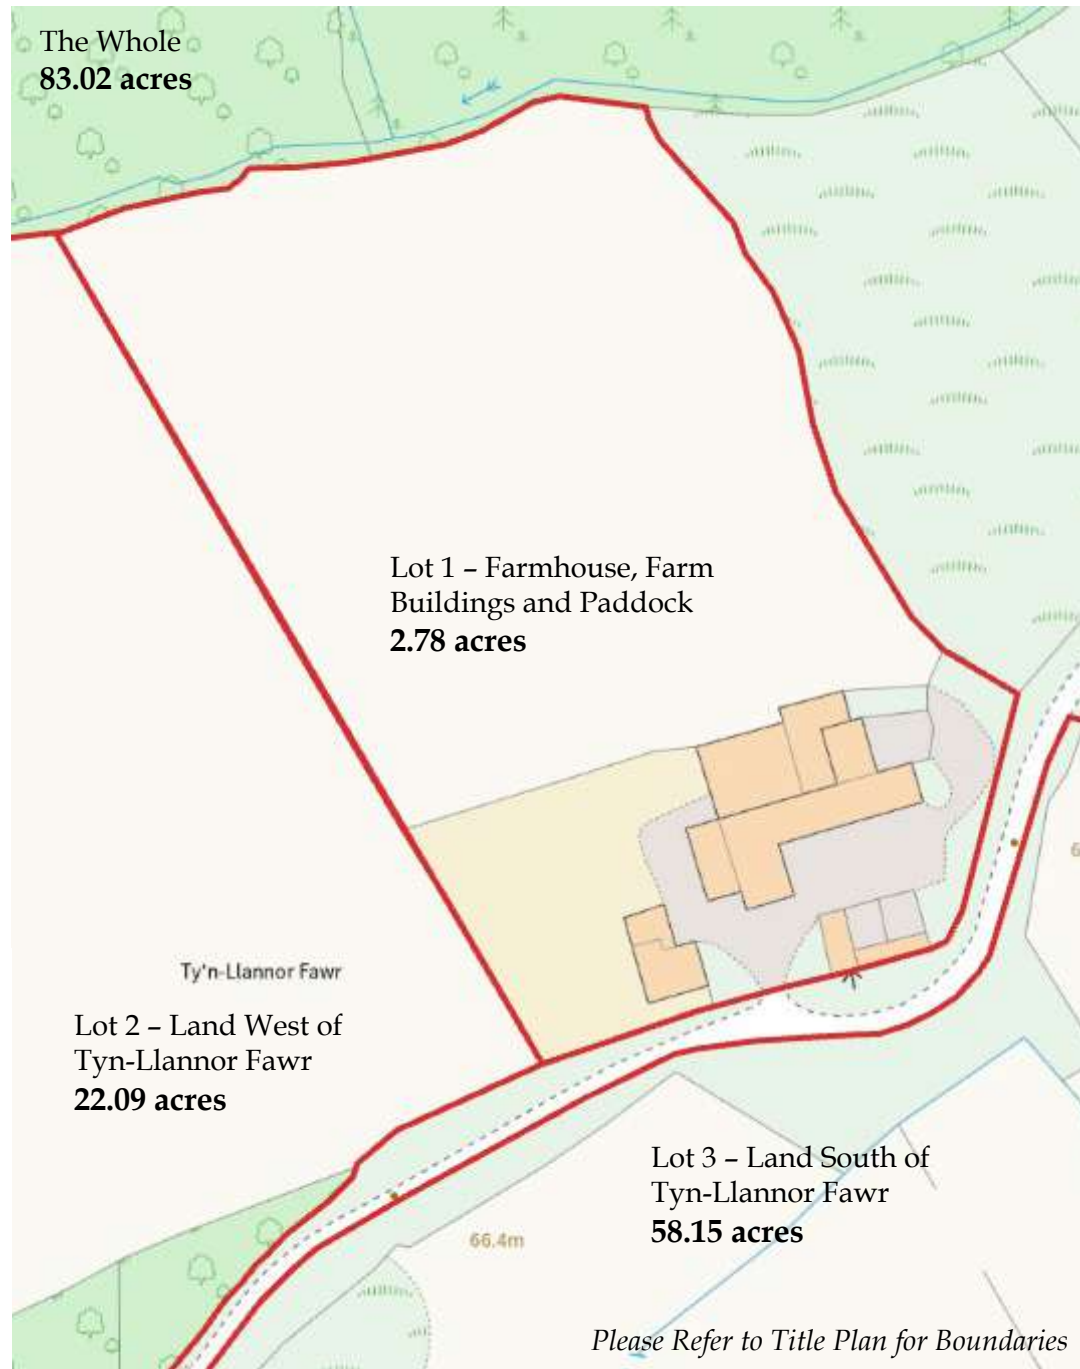 The Whole
83.02 acres
Lot 1 – Farmhouse, Farm
Buildings and Paddock
2.78 acres
Ty'n-Llannor Fawr
Lot 2 – Land West of
Tyn-Llannor Fawr
22.09 acres
Lot 3 – Land South of
Tyn-Llannor Fawr
58.15 acres
66.4m
6
Please Refer to Title Plan for Boundaries